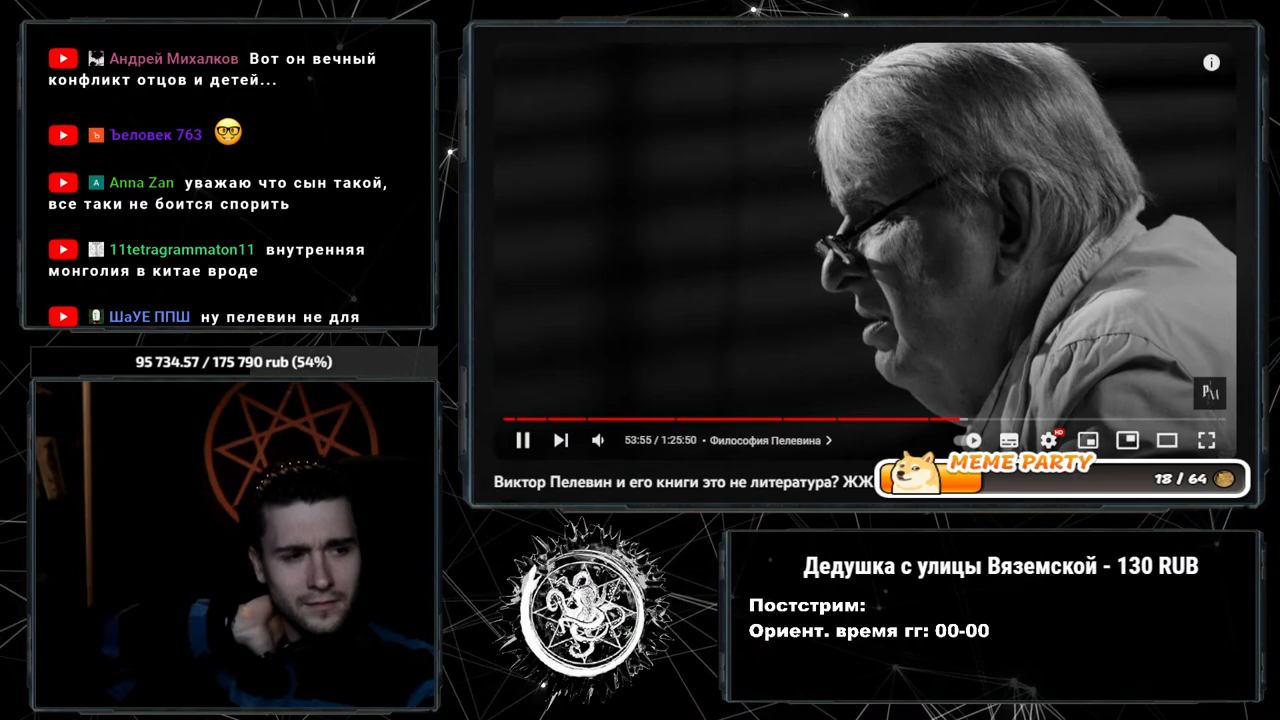 Андрей Михалков Вот он вечный
конфликт отцов и детей...
Ъеловек 763
Anna Zan уважаю что сын такой,
все таки не боится спорить
11tetragrammaton11 внутренняя
монголия в китае вроде
ШаУЕ ППШ ну пелевин не для
95 734.57 / 175 790 rub (54%)
53:55 / 1:25:50 • Философия Пелевина
HD
Виктор Пелевин и его книги это не литература? ЖЖ
MEME PARTY
18 / 64
Дедушка с улицы Вяземской - 130 RUB
Постстрим:
Ориент. время гг: 00-00